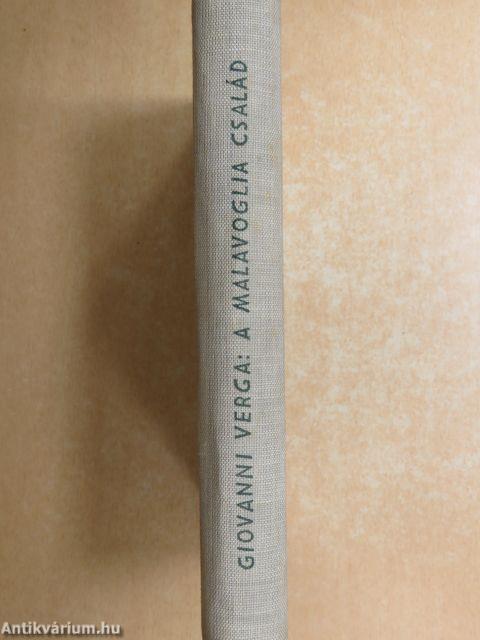 GIOVANNI VERGA: A MALAVOGLIA CSALÁD
Antikvárium.hu